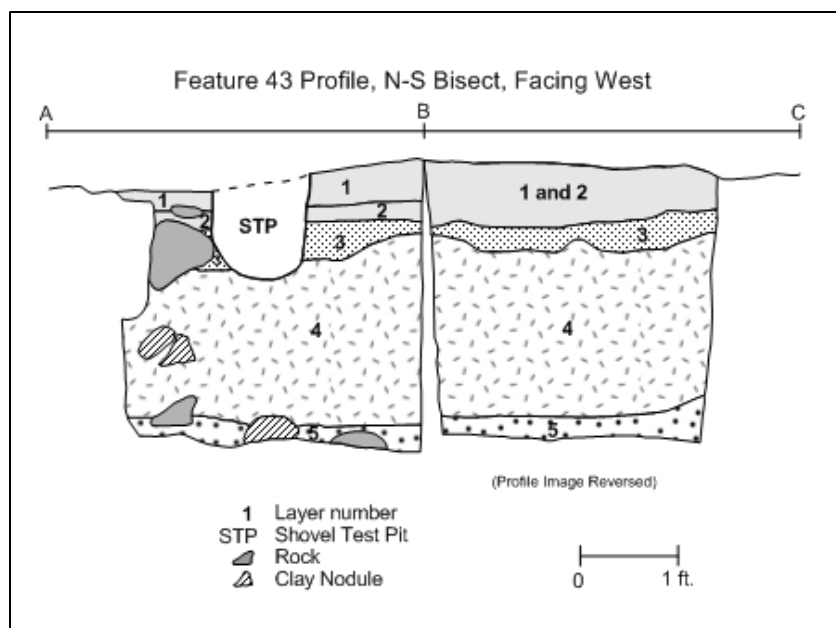 Feature 43 Profile, N-S Bisect, Facing West
A B C
1 1 1 and 2
2 STP 2
3 3 3
4 4
5 5
(Profile Image Reversed)
1 Layer number
STP Shovel Test Pit
Rock
Clay Nodule
0 1 ft.